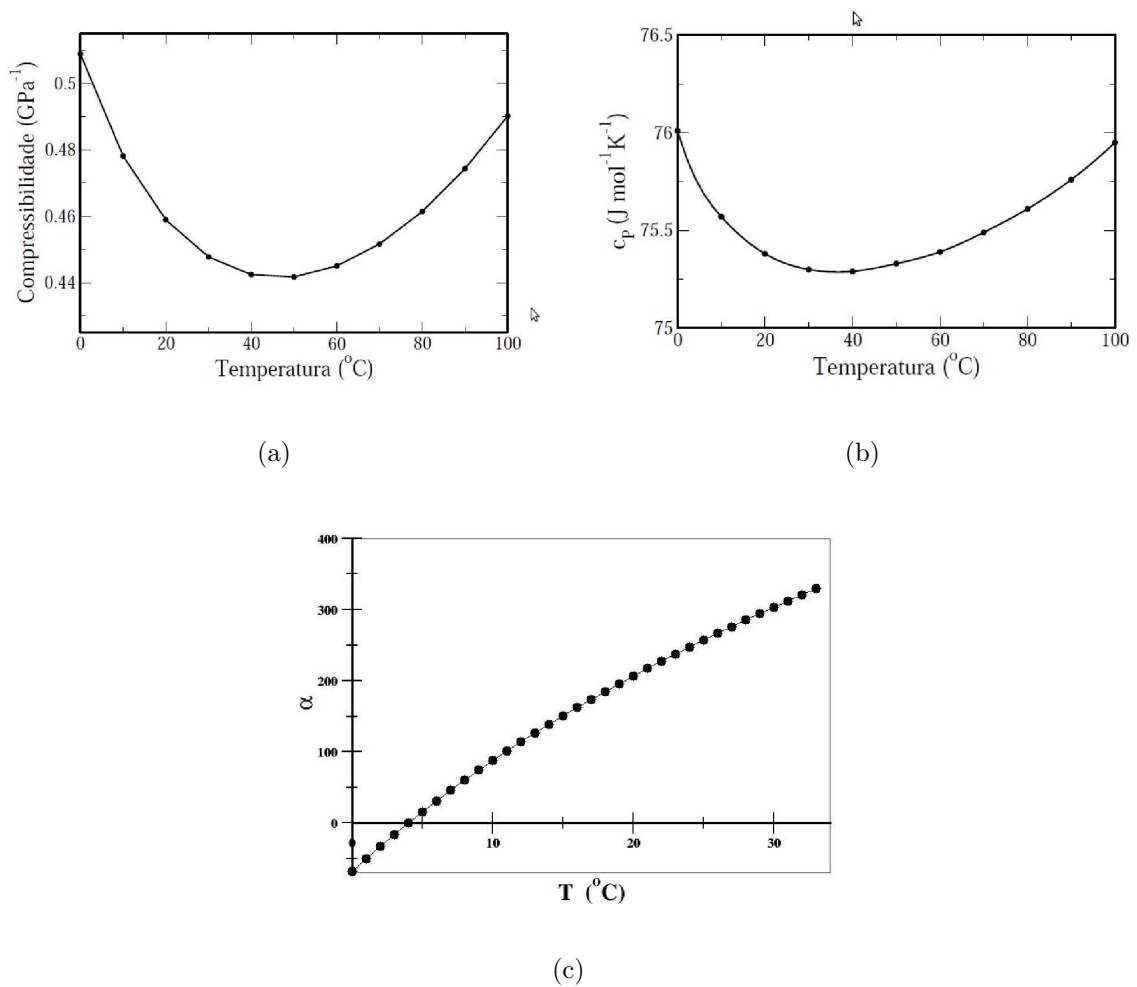 Compressibilidade (GPa⁻¹)
0.5
0.48
0.46
0.44
0 20 40 60 80 100
Temperatura (°C)
(a)
c_p (J mol⁻¹K⁻¹)
76.5
76
75.5
75
0 20 40 60 80 100
Temperatura (°C)
(b)
α
400
300
200
100
0
0 10 20 30
T (°C)
(c)